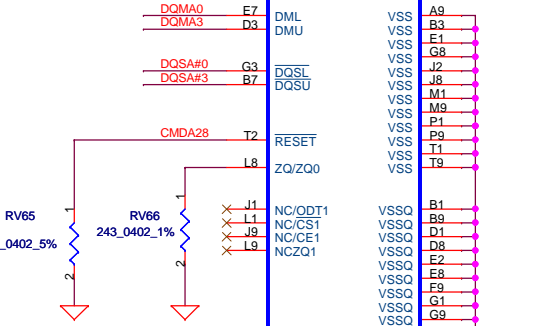 DQMA0 E7 DML VSS A9
DQMA3 D3 DMU VSS B3
VSS E1
VSS G8
DQSA#0 G3 DQSL VSS J2
DQSA#3 B7 DQSU VSS J8
VSS M1
VSS M9
VSS P1
CMDA28 T2 RESET VSS P9
VSS T1
L8 ZQ/ZQ0 VSS T9
1 1
RV65 RV66 J1 NC/ODT1 VSSQ B1
L1 NC/CS1 VSSQ B9
_0402_5% 243_0402_1% J9 NC/CE1 VSSQ D1
L9 NCZQ1 VSSQ D8
2 2 VSSQ E2
VSSQ E8
VSSQ F9
VSSQ G1
VSSQ G9